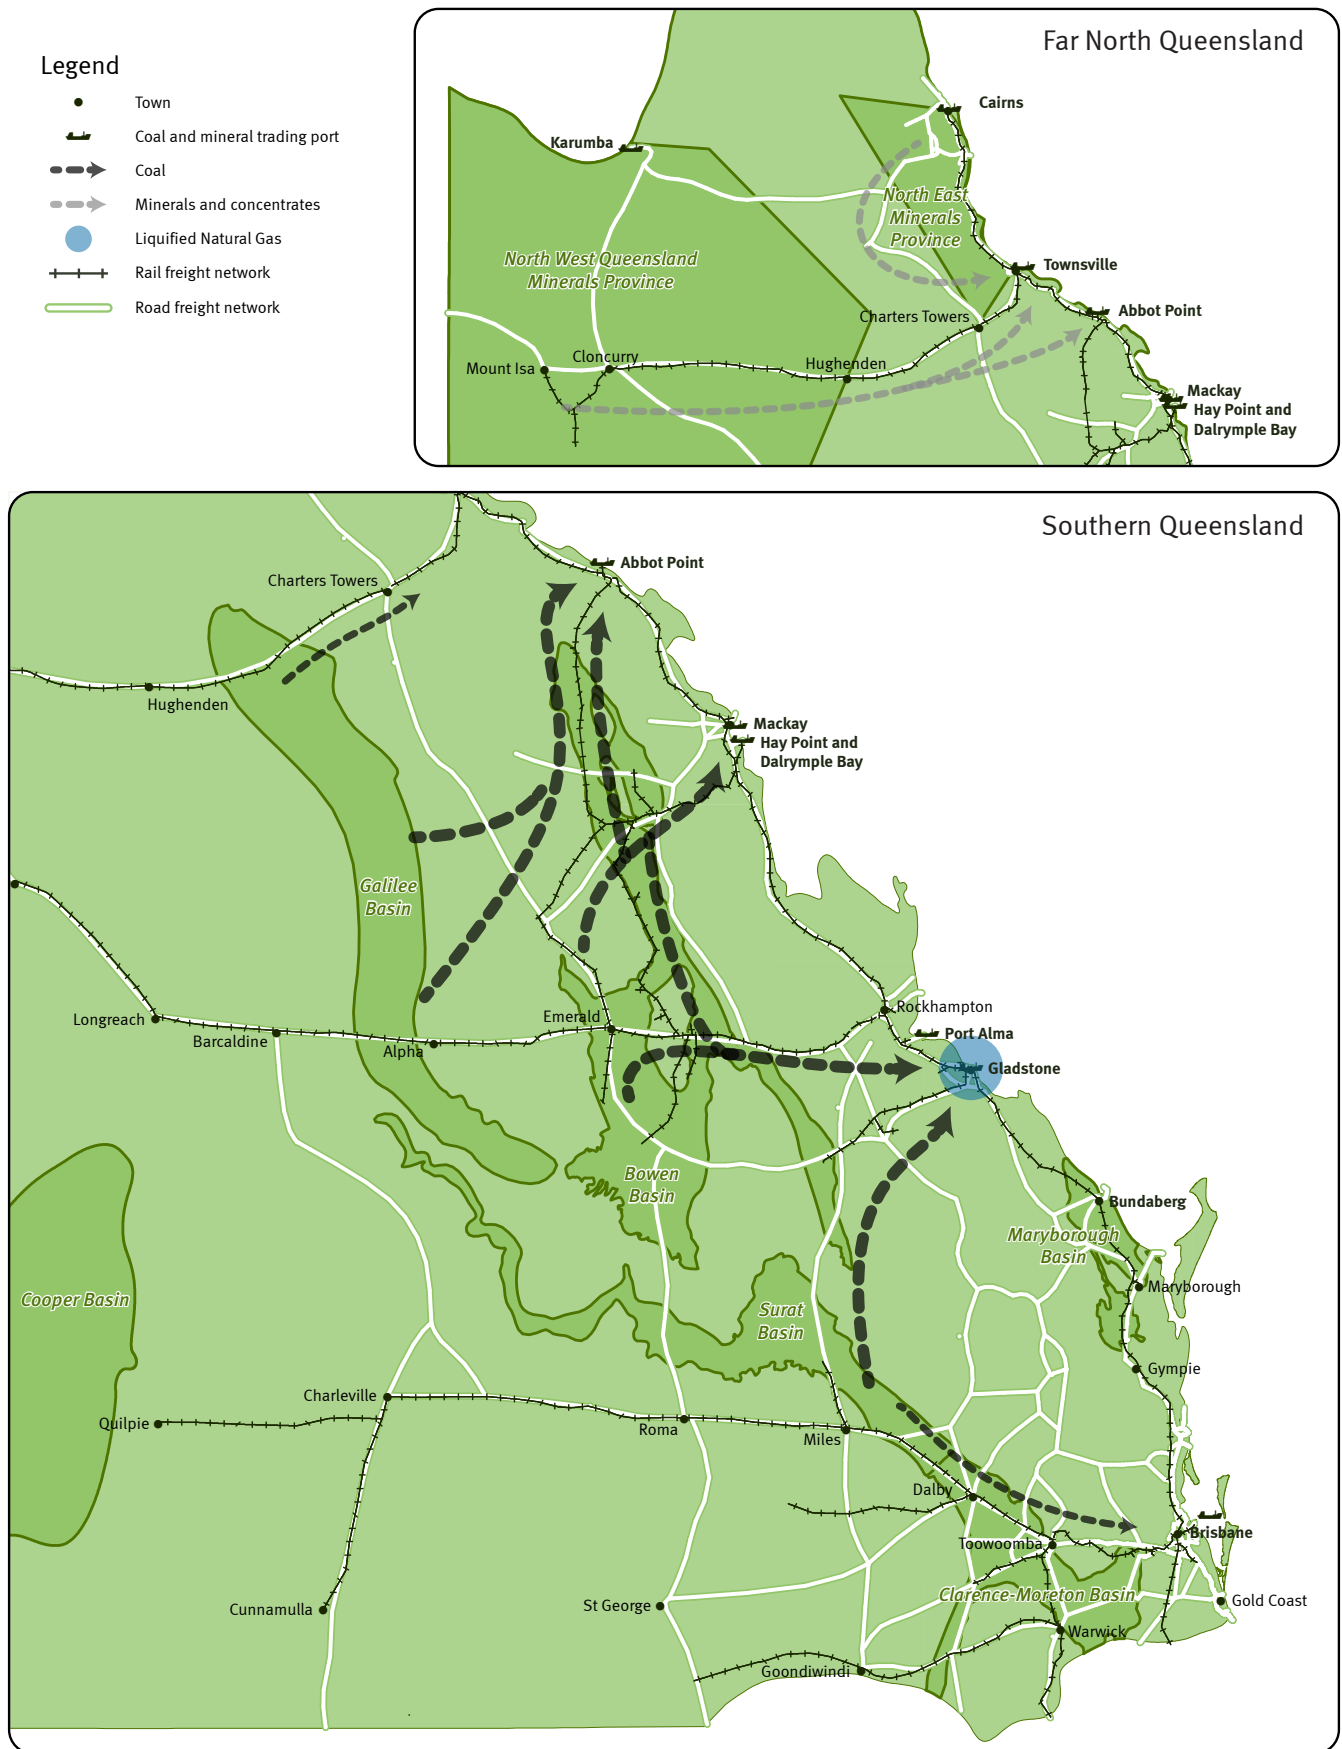 Legend
Town
Coal and mineral trading port
Coal
Minerals and concentrates
Liquified Natural Gas
Rail freight network
Road freight network
Far North Queensland
Cairns
Karumba
North East
Minerals
Province
North West Queensland
Minerals Province
Townsville
Abbot Point
Charters Towers
Cloncurry
Hughenden
Mount Isa
Mackay
Hay Point and
Dalrymple Bay
Southern Queensland
Abbot Point
Charters Towers
Hughenden
Mackay
Hay Point and
Dalrymple Bay
Galilee
Basin
Longreach
Barcaldine
Alpha
Emerald
Rockhampton
Port Alma
Gladstone
Bowen
Basin
Bundaberg
Maryborough
Basin
Maryborough
Cooper Basin
Surat
Basin
Gympie
Charleville
Quilpie
Roma
Miles
Dalby
Brisbane
Toowoomba
Clarence-Moreton Basin
Gold Coast
Cunnamulla
St George
Warwick
Goondiwindi